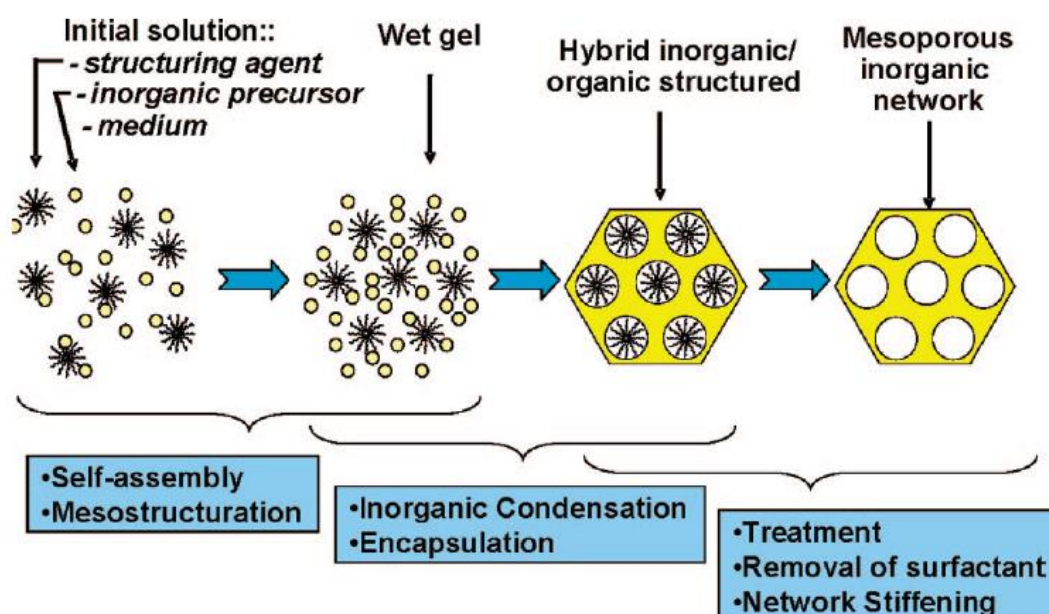 Initial solution::
- structuring agent
- inorganic precursor
- medium
Wet gel
Hybrid inorganic/
organic structured
Mesoporous
inorganic
network
•Self-assembly
•Mesostructuration
•Inorganic Condensation
•Encapsulation
•Treatment
•Removal of surfactant
•Network Stiffening